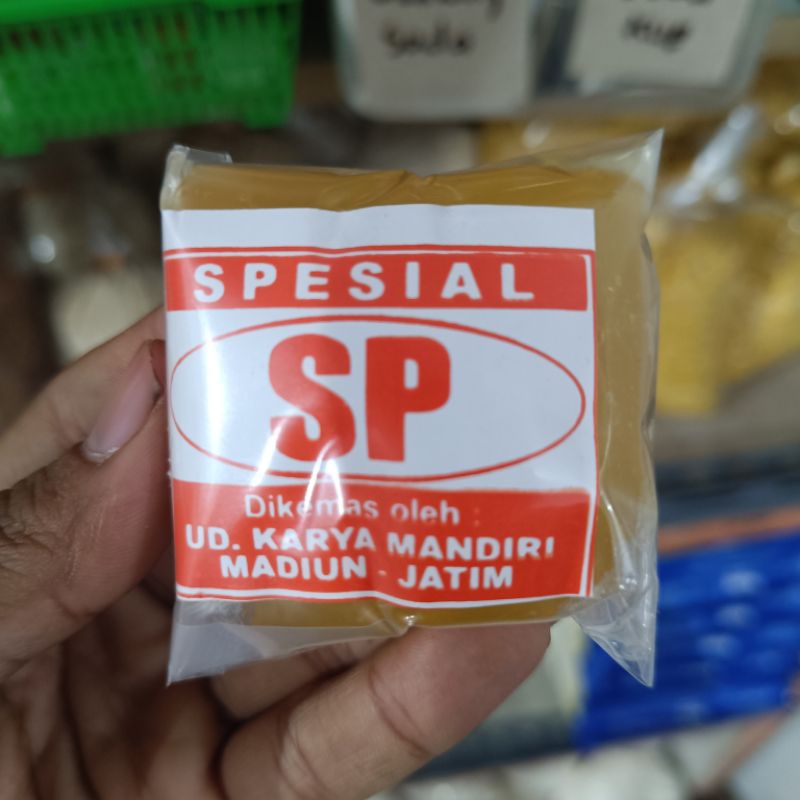 SPESIAL
SP
Dikemas oleh :
UD. KARYA MANDIRI
MADIUN - JATIM